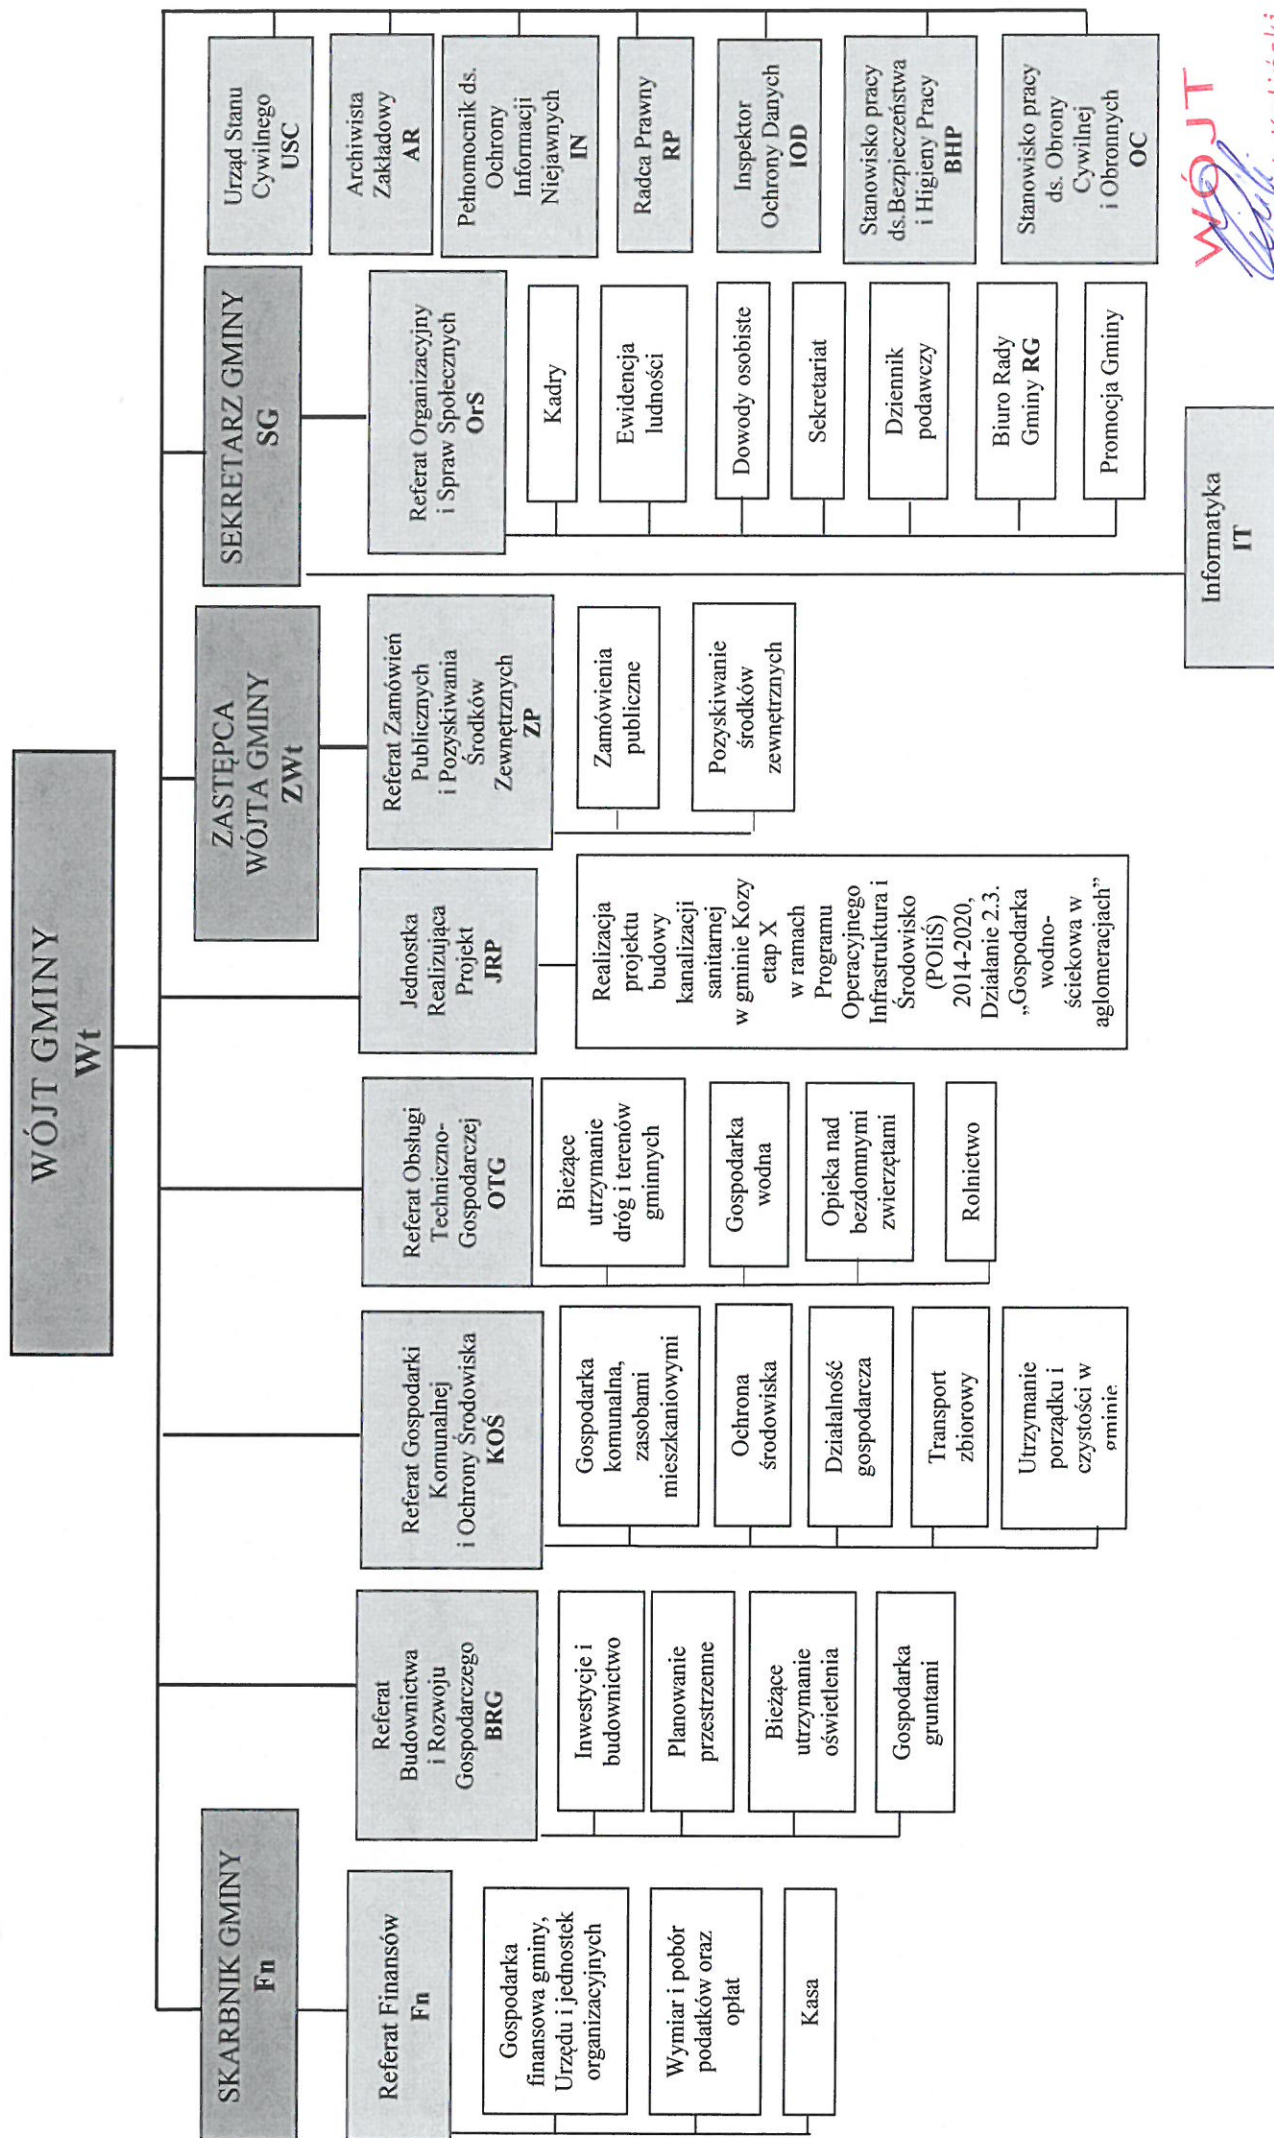 WÓJT GMINY
Wt
SKARBNIK GMINY
Fn
Referat Finansów
Fn
Gospodarka
finansowa gminy,
Urzędu i jednostek
organizacyjnych
Wymiar i pobór
podatków oraz
opłat
Kasa
Referat
Budownictwa
i Rozwoju
Gospodarczego
BRG
Inwestycje i
budownictwo
Planowanie
przestrzenne
Bieżące
utrzymanie
oświetlenia
Gospodarka
gruntami
Referat Gospodarki
Komunalnej
i Ochrony Środowiska
KOŚ
Gospodarka
komunalna,
zasobami
mieszkaniowymi
Ochrona
środowiska
Działalność
gospodarcza
Transport
zbiorowy
Utrzymanie
porządku i
czystości w
gminie.
Referat Obsługi
Techniczno-
Gospodarczej
OTG
Bieżące
utrzymanie
dróg i terenów
gminnych
Gospodarka
wodna
Opieka nad
bezdomnymi
zwierzętami
Rolnictwo
Jednostka
Realizująca
Projekt
JRP
Realizacja
projektu
budowy
kanalizacji
sanitarnej
w gminie Kozy
etap X
w ramach
Programu
Operacyjnego
Infrastruktura i
Środowisko
(POIiŚ)
2014-2020,
Działanie 2.3.
„Gospodarka
wodno-
ściekowa w
aglomeracjach”
ZASTĘPCA
WÓJTA GMINY
ZWt
Referat Zamówień
Publicznych
i Pozyskiwania
Środków
Zewnętrznych
ZP
Zamówienia
publiczne
Pozyskiwanie
środków
zewnętrznych
SEKRETARZ GMINY
SG
Referat Organizacyjny
i Spraw Społecznych
OrS
Kadry
Ewidencja
ludności
Dowody osobiste
Sekretariat
Dziennik
podawczy
Biuro Rady
Gminy RG
Promocja Gminy
Informatyka
IT
Urząd Stanu
Cywilnego
USC
Archiwista
Zakładowy
AR
Pełnomocnik ds.
Ochrony
Informacji
Niejawnych
IN
Radca Prawny
RP
Inspektor
Ochrony Danych
IOD
Stanowisko pracy
ds.Bezpieczeństwa
i Higieny Pracy
BHP
Stanowisko pracy
ds. Obrony
Cywilnej
i Obronnych
OC
WÓJT